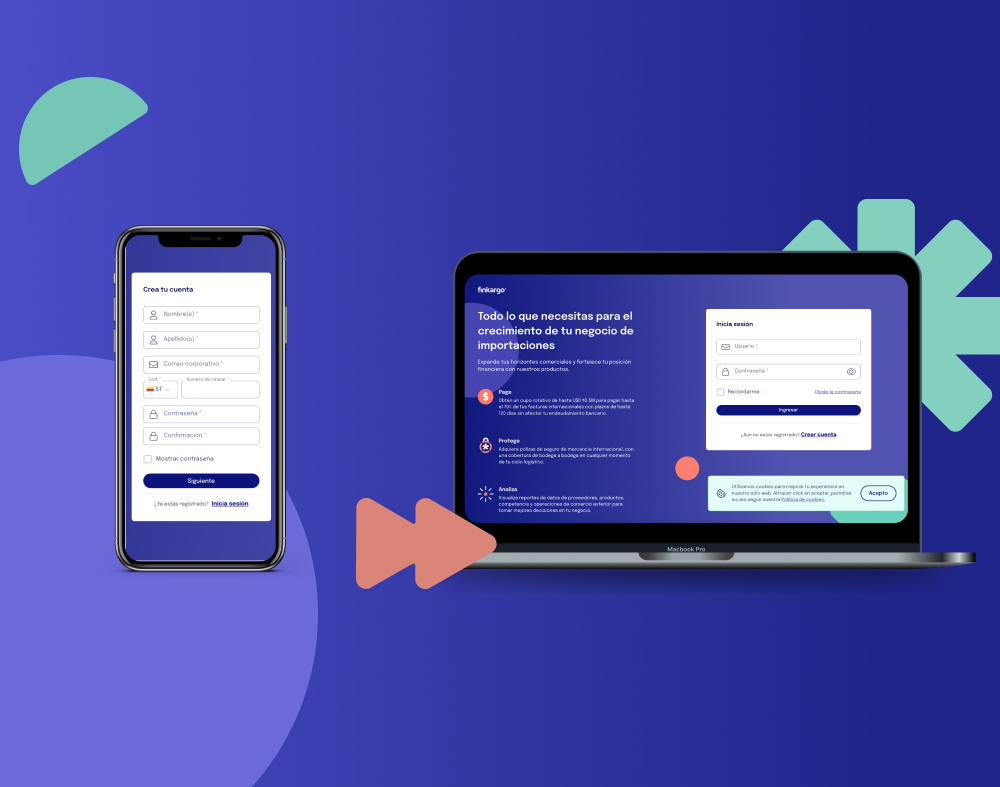 Crea tu cuenta
Nombre(s) *
Apellido(s) *
Correo corporativo *
Cód. *
Número de celular *
57
Contraseña *
Confirmación *
Mostrar contraseña
Siguiente
¿Ya estás registrado? Inicia sesión
finkargo
Todo lo que necesitas para el
crecimiento de tu negocio de
importaciones
Expande tus horizontes comerciales y fortalece tu posición
financiera con nuestros productos.
Paga
Obtén un cupo rotativo de hasta USD $0.5M para pagar hasta
el 70% de tus facturas internacionales con plazos de hasta
120 días sin afectar tu endeudamiento bancario.
Protege
Adquiere pólizas de seguro de mercancía internacional, con
una cobertura de bodega a bodega en cualquier momento
de tu ciclo logístico.
Analiza
Visualiza reportes de datos de proveedores, productos,
competencia y operaciones de comercio exterior para
tomar mejores decisiones en tu negocio.
Inicia sesión
Usuario *
Contraseña *
Recordarme
Olvidé la contraseña
Ingresar
¿Aún no estás registrado? Crear cuenta
Utilizamos cookies para mejorar tu experiencia en
nuestro sitio web. Al hacer click en aceptar, permites
su uso según nuestra Política de cookies.
Acepto
Macbook Pro